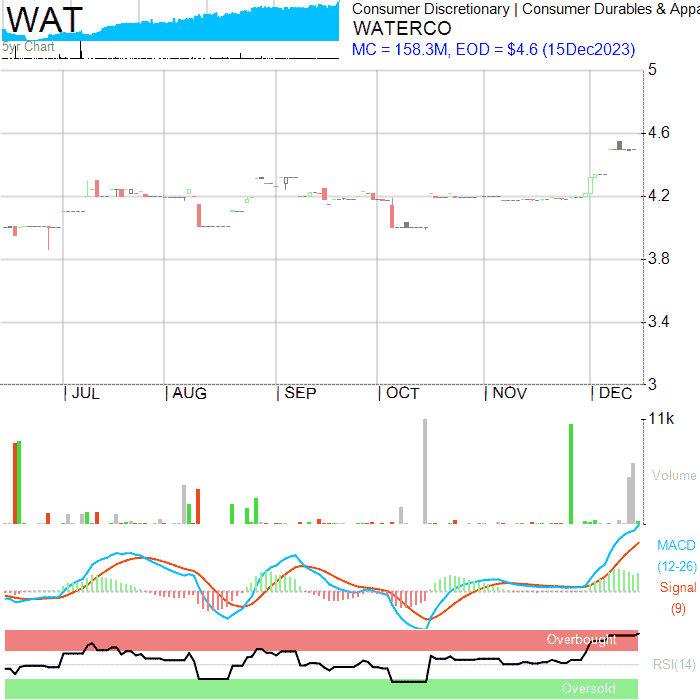 WAT
Consumer Discretionary | Consumer Durables & Appa
WATERCO
5yr Chart
MC = 158.3M, EOD = $4.6 (15Dec2023)
5
4.6
4.2
3.8
3.4
3
| JUL | AUG | SEP | OCT | NOV | DEC
11k
Volume
MACD
(12-26)
Signal
(9)
Overbought
RSI(14)
Oversold